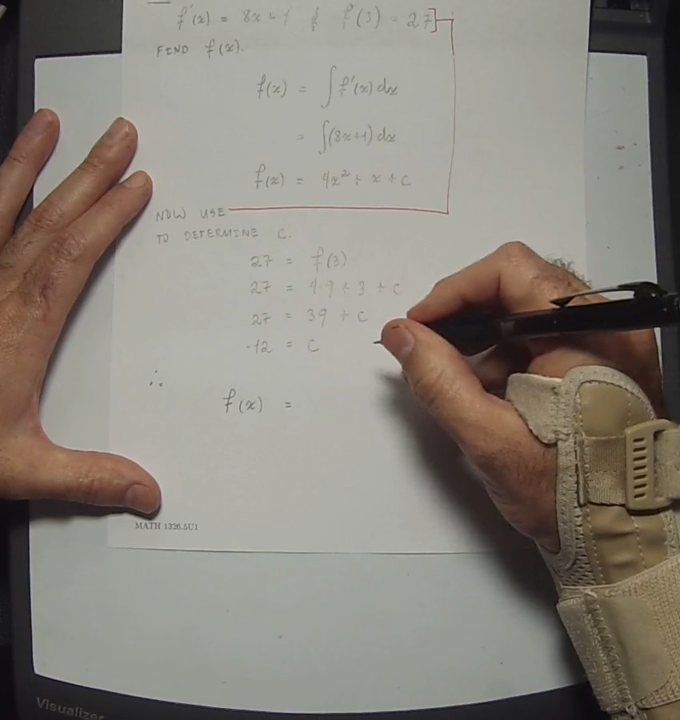 f'(x) = 8x+1 & f(3) = 27
FIND f(x).
f(x) = ∫ f'(x) dx
= ∫(8x+1) dx
f(x) = 4x² + x + C
NOW USE
TO DETERMINE C.
27 = f(3)
27 = 4·9 + 3 + C
27 = 39 + C
-12 = C
∴
f(x) =
MATH 1326.5U1
Visualizer